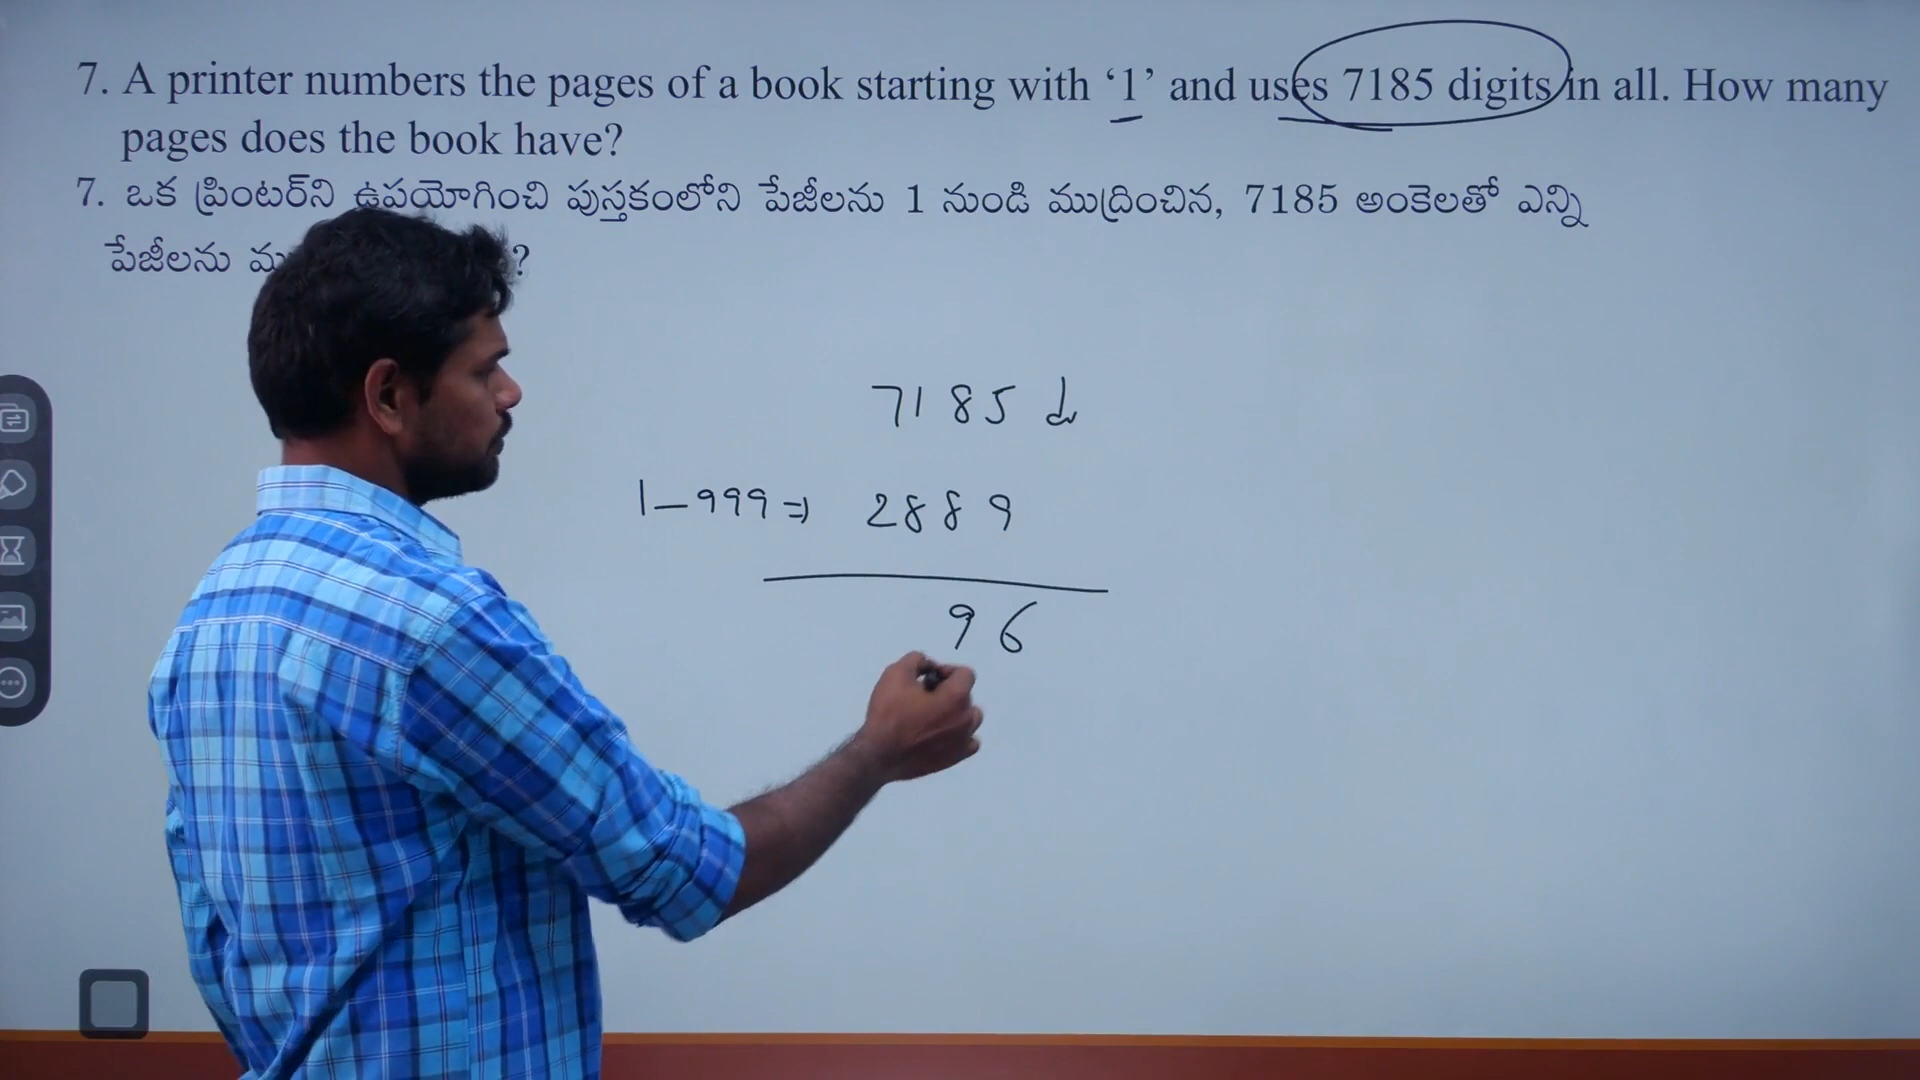 7. A printer numbers the pages of a book starting with ‘1’ and uses 7185 digits in all. How many
pages does the book have?
7. ఒక ప్రింటర్‌ని ఉపయోగించి పుస్తకంలోని పేజీలను 1 నుండి ముద్రించిన, 7185 అంకెలతో ఎన్ని
పేజీలను ?
7185 d
1-999 ⇒ 2889
96